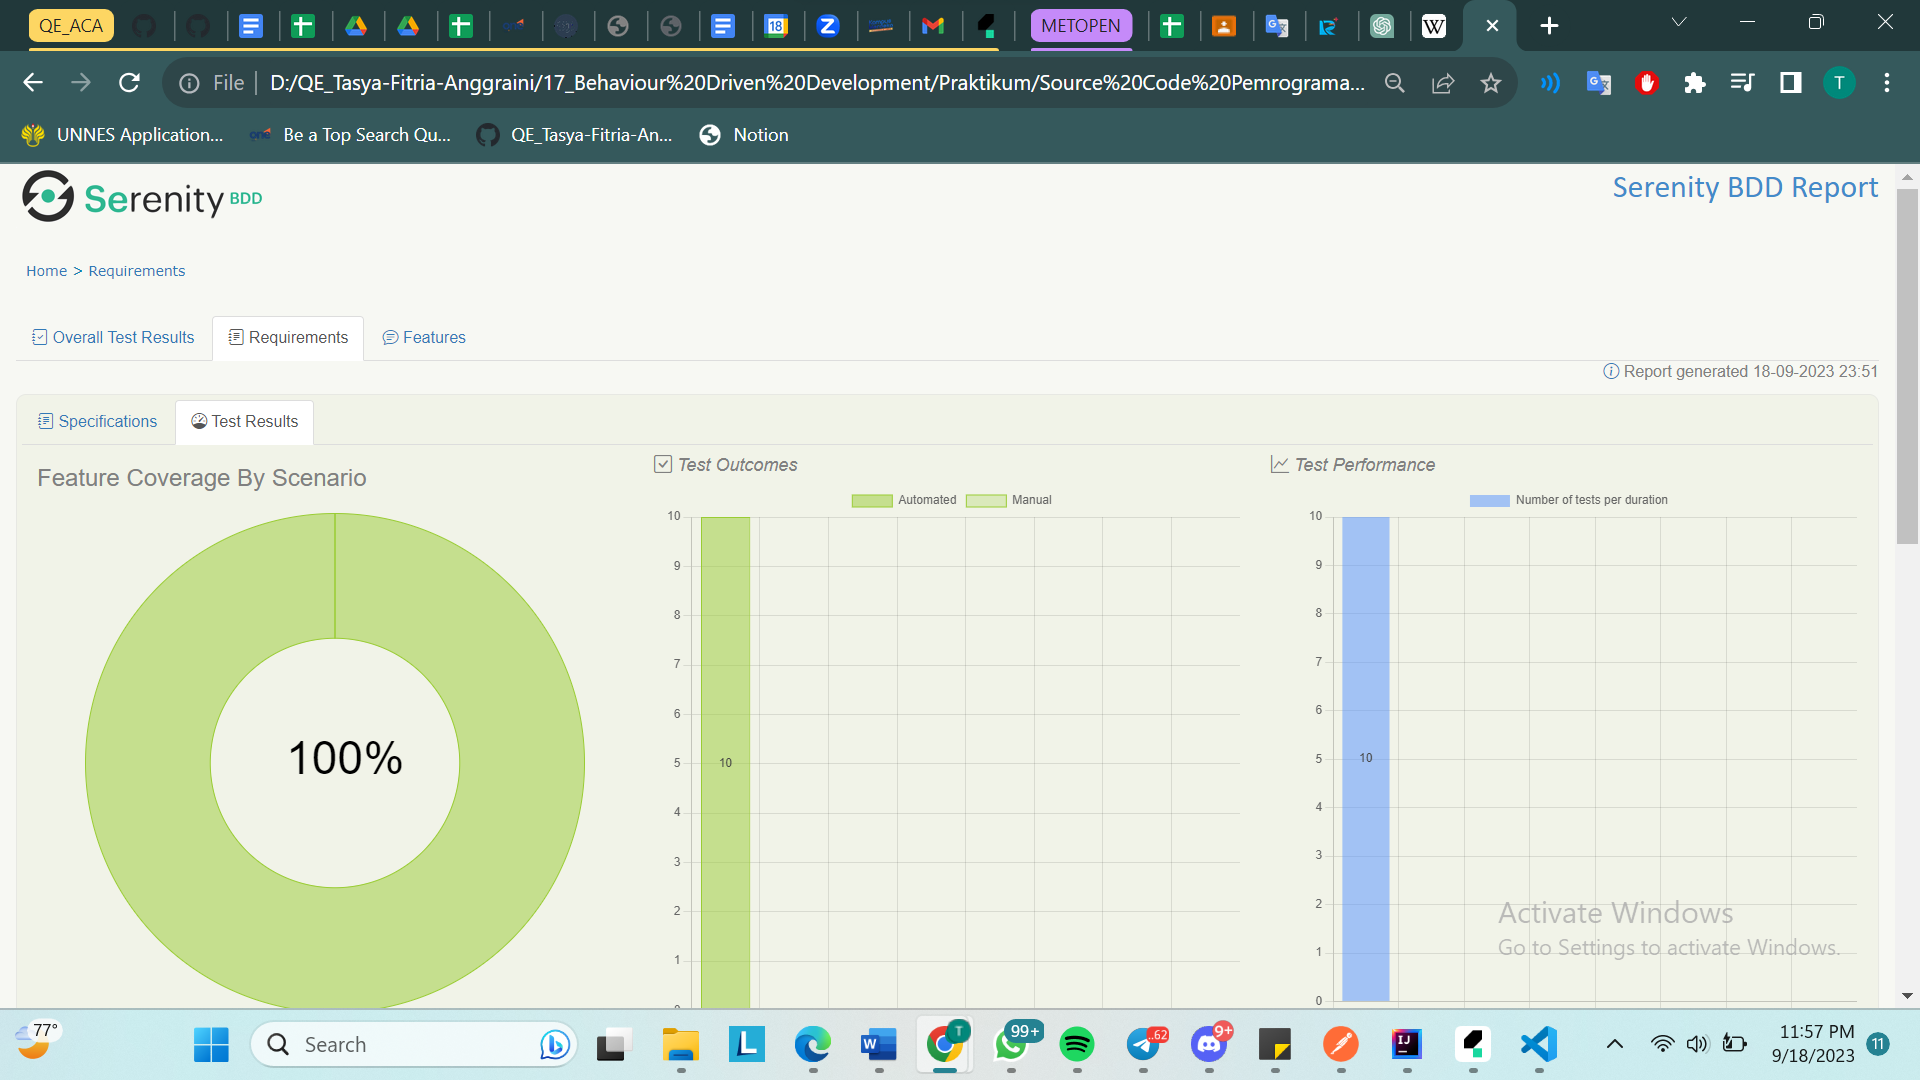 QE_ACA
18
METOPEN
W
File
D:/QE_Tasya-Fitria-Anggraini/17_Behaviour%20Driven%20Development/Praktikum/Source%20Code%20Pemrograma...
T
UNNES Application...
one
Be a Top Search Qu...
QE_Tasya-Fitria-An...
Notion
Serenity BDD
Serenity BDD Report
Home > Requirements
Overall Test Results
Requirements
Features
Report generated 18-09-2023 23:51
Specifications
Test Results
Feature Coverage By Scenario
100%
Test Outcomes
Automated
Manual
10
9
8
7
6
5
4
3
2
1
10
Test Performance
Number of tests per duration
10
9
8
7
6
5
4
3
2
1
0
10
Activate Windows
Go to Settings to activate Windows.
77°
Search
L
W
T
99+
..62
9+
IJ
11:57 PM
9/18/2023
11